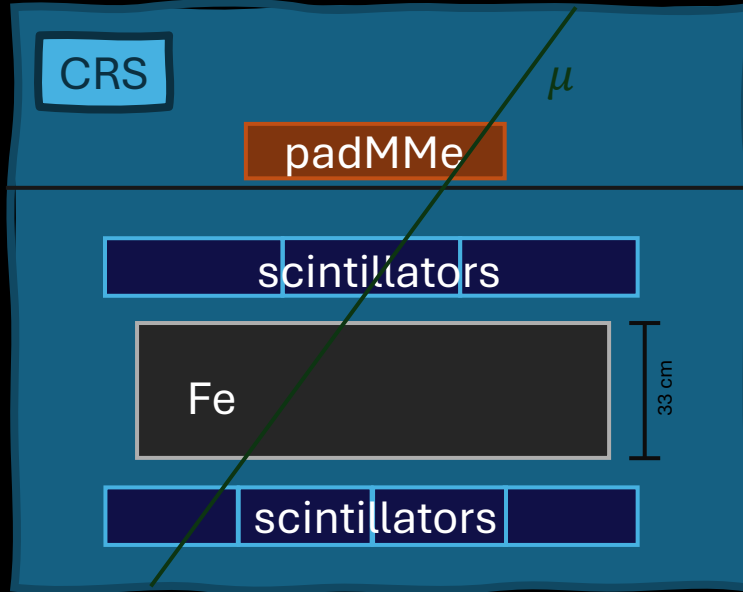 CRS
μ
padMMe
scintillators
Fe
33 cm
scintillators